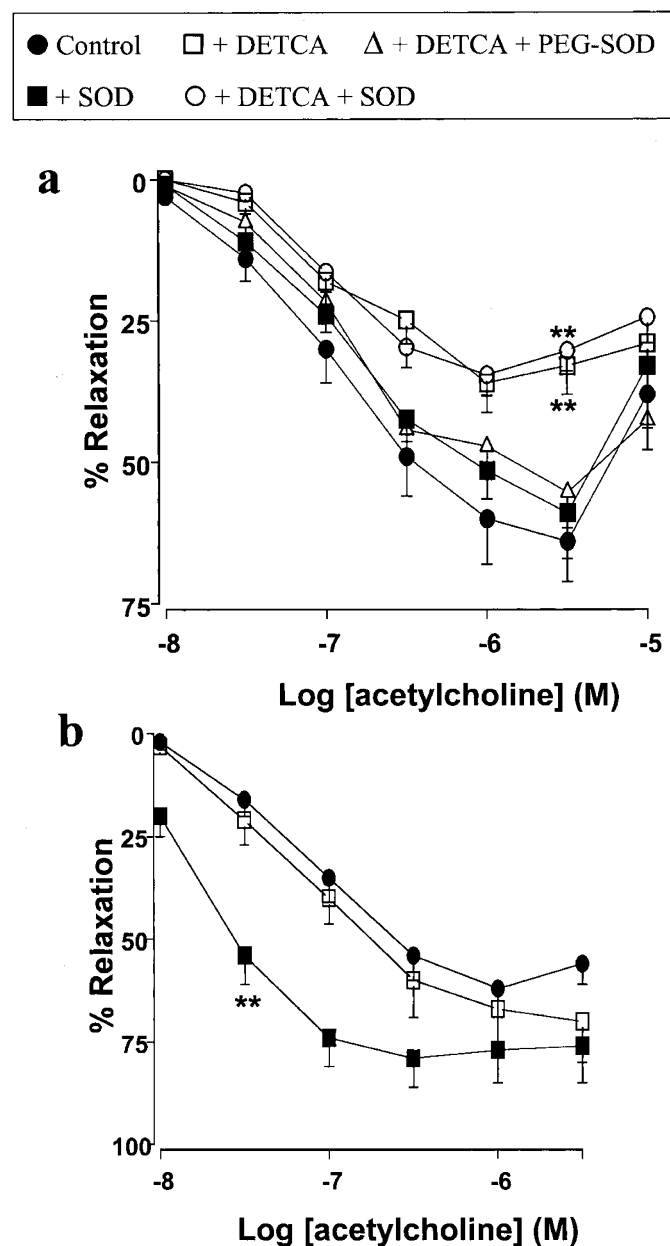 Control + DETCA + DETCA + PEG-SOD
+ SOD + DETCA + SOD
a
0
25
50
75
% Relaxation
**
**
-8 -7 -6 -5
Log [acetylcholine] (M)
b
0
25
50
75
100
% Relaxation
**
-8 -7 -6
Log [acetylcholine] (M)